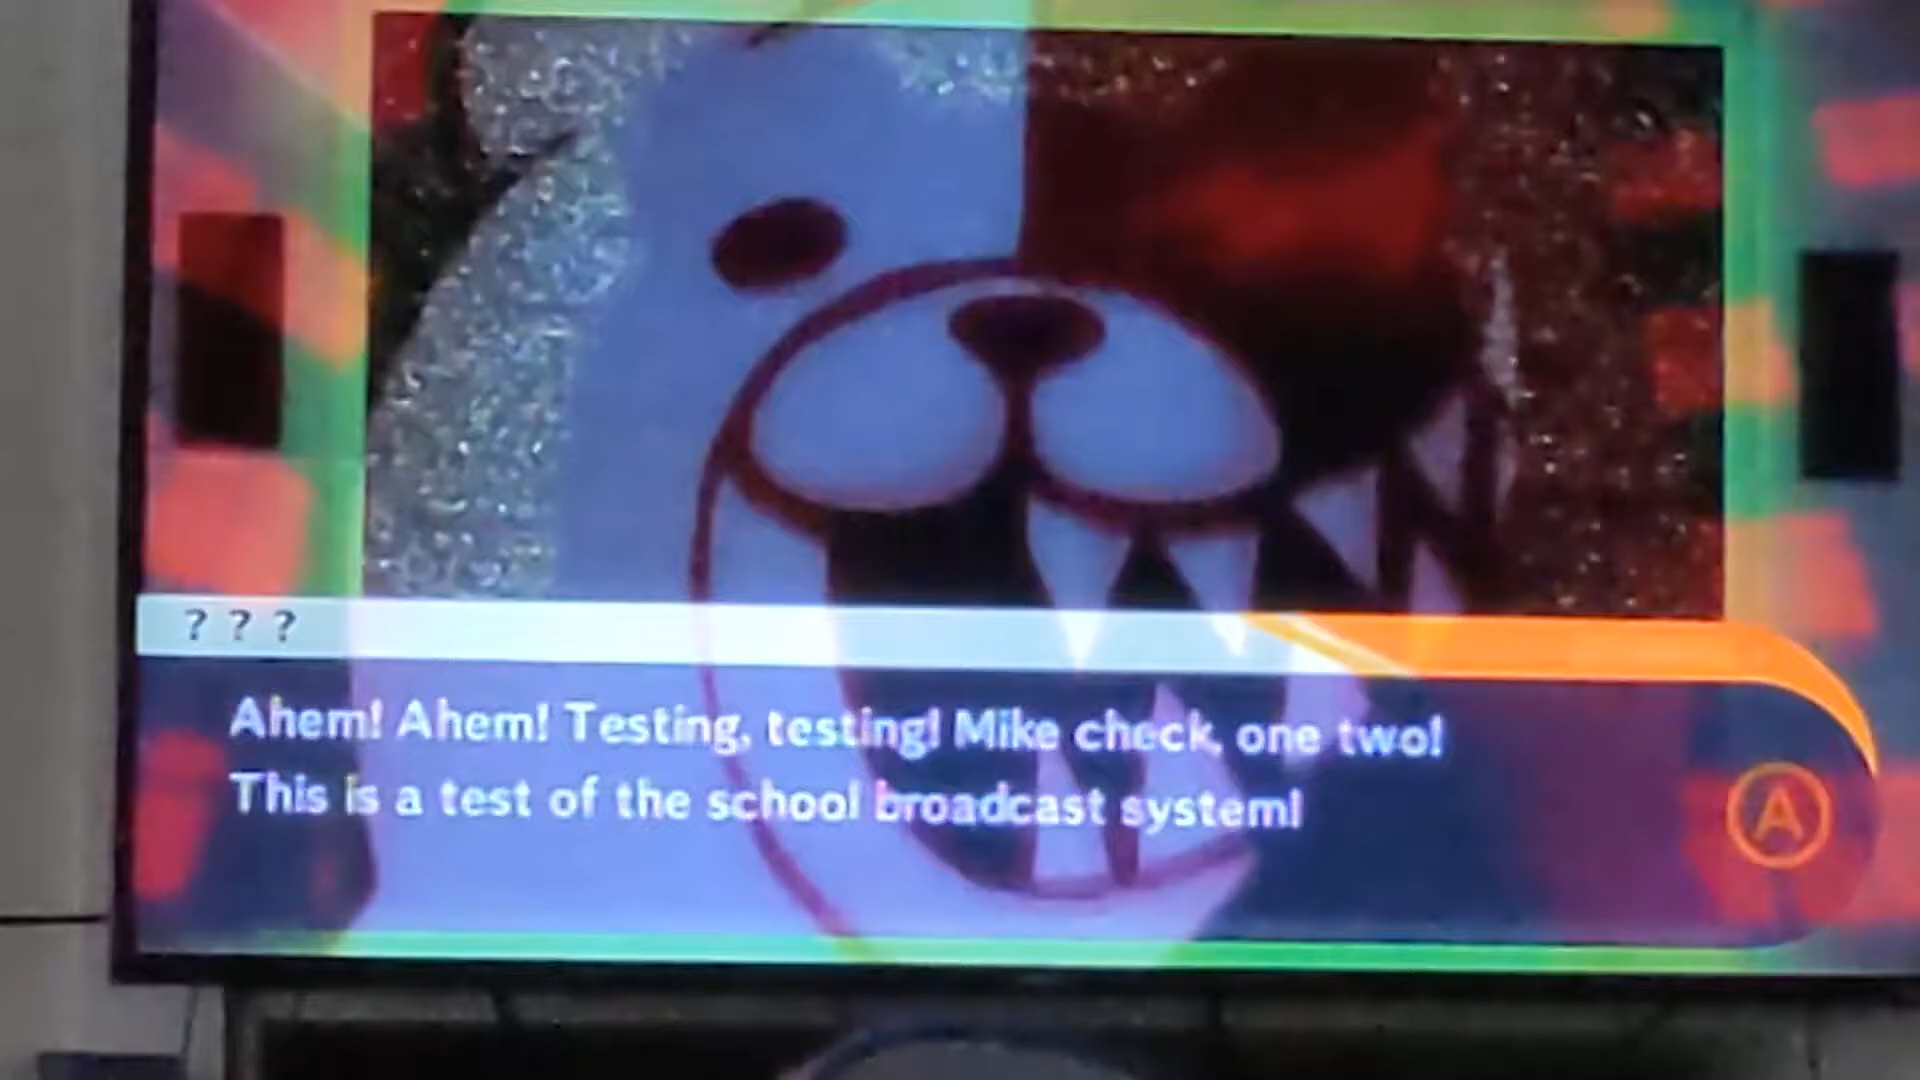 ? ? ?
Ahem! Ahem! Testing, testing! Mike check, one two!
This is a test of the school broadcast system!
A